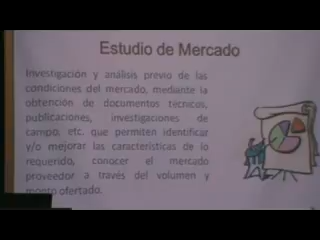 Estudio de Mercado
Investigación y análisis previo de las
condiciones del mercado, mediante la
obtención de documentos técnicos,
publicaciones, investigaciones de
campo, etc. que permiten identificar
y/o mejorar las características de lo
requerido, conocer el mercado
proveedor a través del volumen y
monto ofertado.